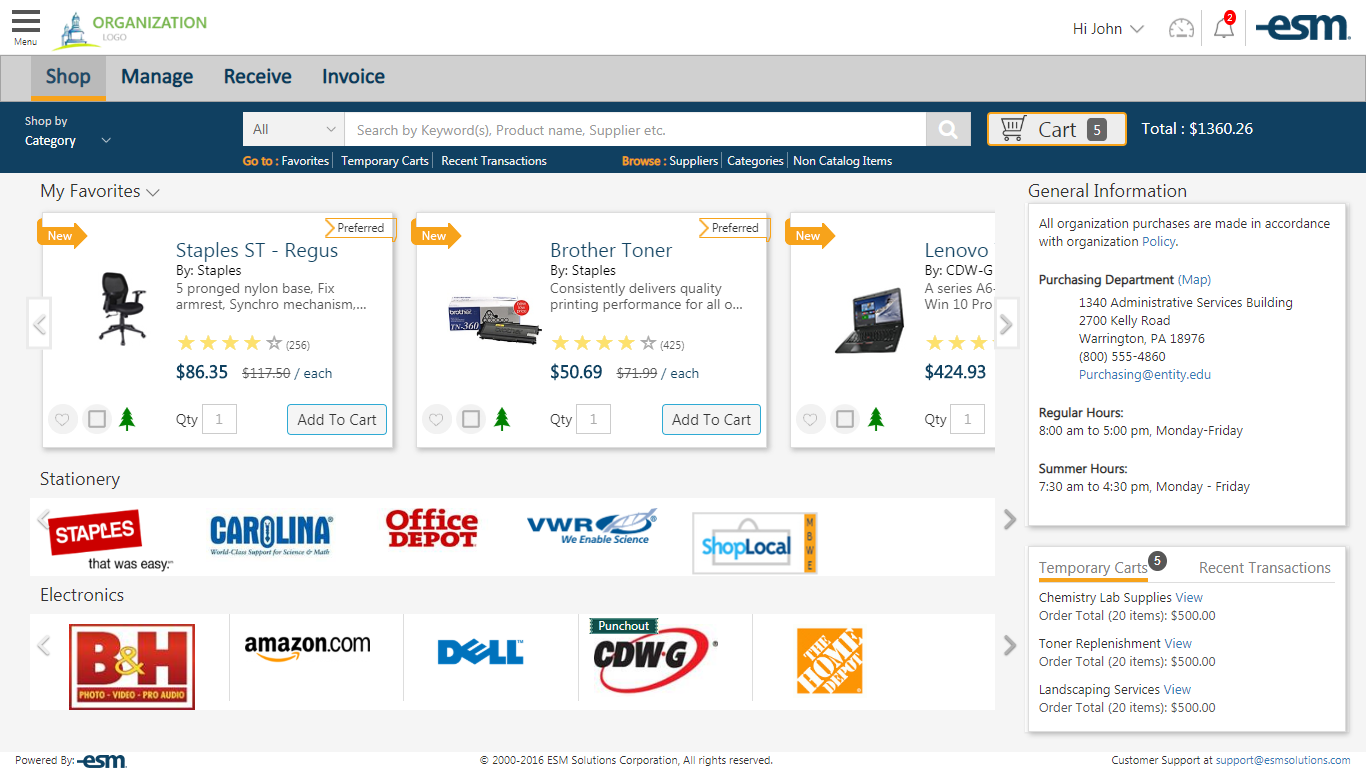 Menu
ORGANIZATION
LOGO
Hi John
2
esm
Shop Manage Receive Invoice
Shop by
Category
All
Search by Keyword(s), Product name, Supplier etc.
Cart 5
Total : $1360.26
Go to : Favorites Temporary Carts Recent Transactions
Browse : Suppliers Categories Non Catalog Items
My Favorites
New
Preferred
Staples ST - Regus
By: Staples
5 pronged nylon base, Fix
armrest, Synchro mechanism,...
(256)
$86.35 $117.50 / each
Qty 1 Add To Cart
New
Preferred
Brother Toner
By: Staples
Consistently delivers quality
printing performance for all o...
brother
TN-360
(425)
$50.69 $71.99 / each
Qty 1 Add To Cart
New
Lenovo
By: CDW-G
A series A6-
Win 10 Pro
$424.93
Qty 1
General Information
All organization purchases are made in accordance
with organization Policy.
Purchasing Department (Map)
1340 Administrative Services Building
2700 Kelly Road
Warrington, PA 18976
(800) 555-4860
Purchasing@entity.edu
Regular Hours:
8:00 am to 5:00 pm, Monday-Friday
Summer Hours:
7:30 am to 4:30 pm, Monday - Friday
Stationery
STAPLES
that was easy.™
CAROLINA®
World-Class Support for Science & Math
Office
DEPOT.
VWR
We Enable Science
ShopLocal
MBWE
Electronics
B&H
PHOTO - VIDEO - PRO AUDIO
amazon.com
DELL™
Punchout
CDW·G®
THE
HOME
DEPOT
Temporary Carts 5 Recent Transactions
Chemistry Lab Supplies View
Order Total (20 items): $500.00
Toner Replenishment View
Order Total (20 items): $500.00
Landscaping Services View
Order Total (20 items): $500.00
Powered By: esm
© 2000-2016 ESM Solutions Corporation, All rights reserved.
Customer Support at support@esmsolutions.com